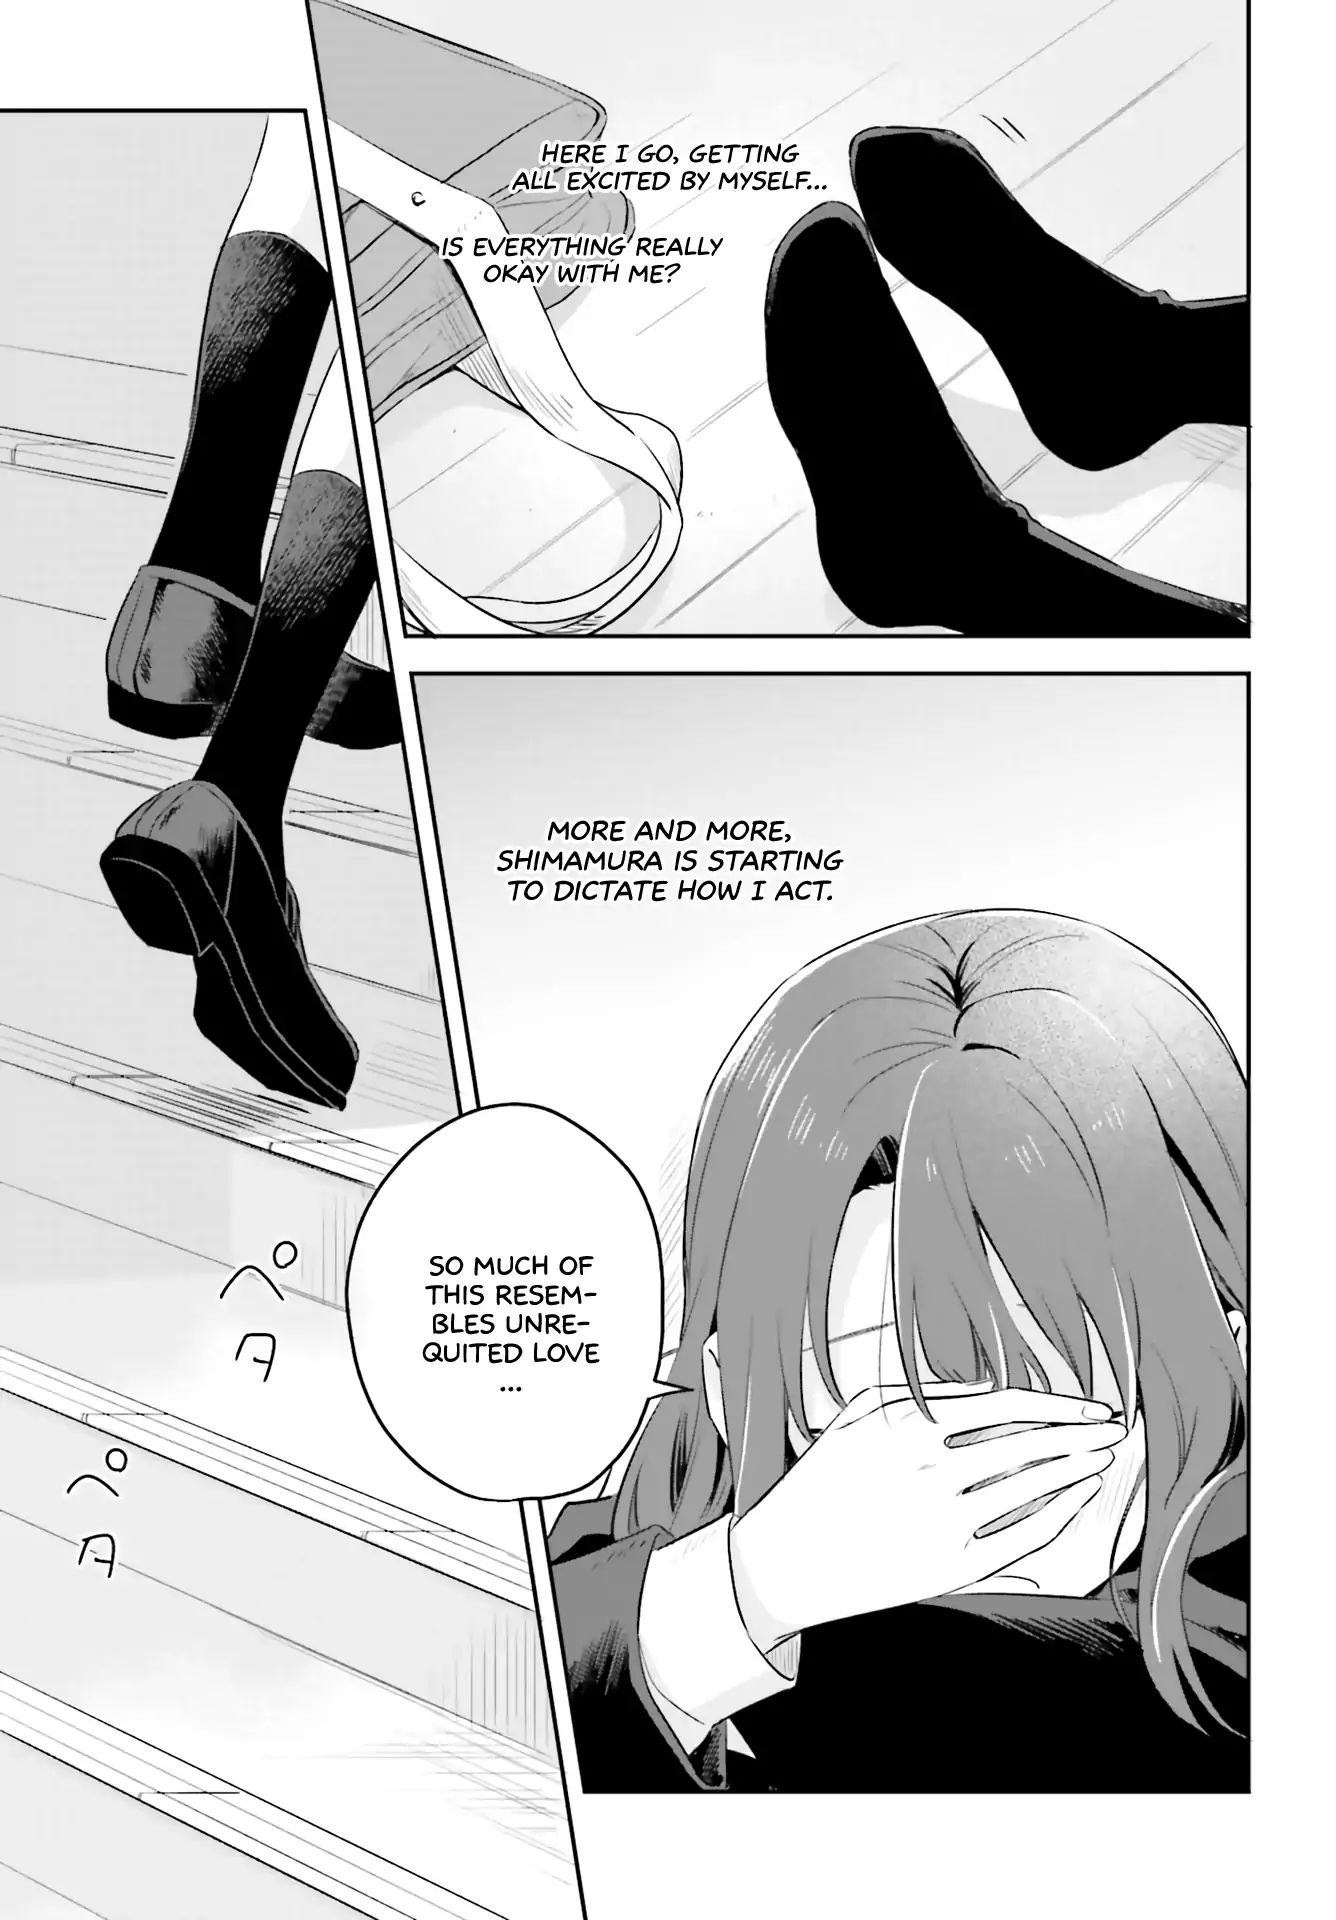 HERE I GO, GETTING
ALL EXCITED BY MYSELF...
IS EVERYTHING REALLY
OKAY WITH ME?
MORE AND MORE,
SHIMAMURA IS STARTING
TO DICTATE HOW I ACT.
SO MUCH OF
THIS RESEM-
BLES UNRE-
QUITED LOVE
...
ペタ
ペタ